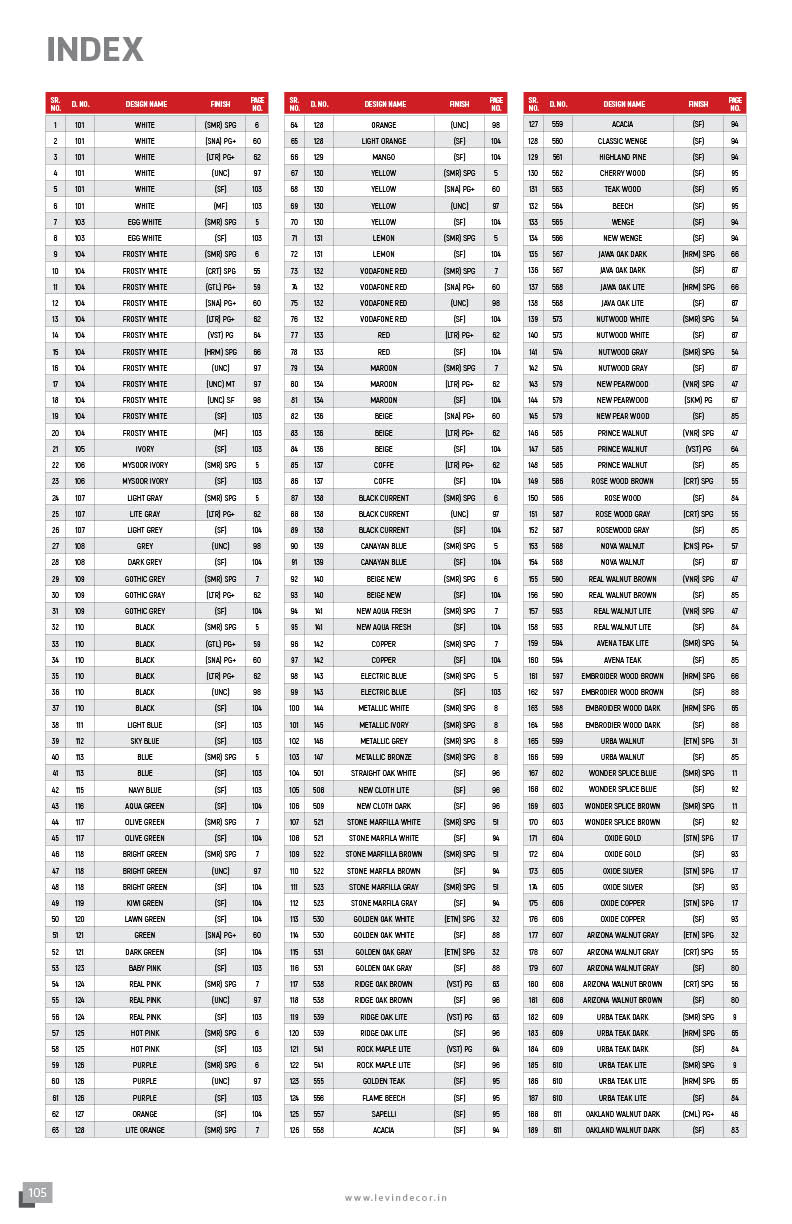 INDEX
SR. NO. D. NO. DESIGN NAME FINISH PAGE NO.
1 101 WHITE (SMR) SPG 6
2 101 WHITE (SNA) PG+ 60
3 101 WHITE (LTR) PG+ 62
4 101 WHITE (UNC) 97
5 101 WHITE (SF) 103
6 101 WHITE (MF) 103
7 103 EGG WHITE (SMR) SPG 5
8 103 EGG WHITE (SF) 103
9 104 FROSTY WHITE (SMR) SPG 6
10 104 FROSTY WHITE (CRT) SPG 55
11 104 FROSTY WHITE (GTL) PG+ 59
12 104 FROSTY WHITE (SNA) PG+ 60
13 104 FROSTY WHITE (LTR) PG+ 62
14 104 FROSTY WHITE (VST) PG 64
15 104 FROSTY WHITE (HRM) SPG 66
16 104 FROSTY WHITE (UNC) 97
17 104 FROSTY WHITE (UNC) MT 97
18 104 FROSTY WHITE (UNC) SF 98
19 104 FROSTY WHITE (SF) 103
20 104 FROSTY WHITE (MF) 103
21 105 IVORY (SF) 103
22 106 MYSOOR IVORY (SMR) SPG 5
23 106 MYSOOR IVORY (SF) 103
24 107 LIGHT GRAY (SMR) SPG 5
25 107 LITE GRAY (LTR) PG+ 62
26 107 LIGHT GREY (SF) 104
27 108 GREY (UNC) 98
28 108 DARK GREY (SF) 104
29 109 GOTHIC GREY (SMR) SPG 7
30 109 GOTHIC GRAY (LTR) PG+ 62
31 109 GOTHIC GREY (SF) 104
32 110 BLACK (SMR) SPG 5
33 110 BLACK (GTL) PG+ 59
34 110 BLACK (SNA) PG+ 60
35 110 BLACK (LTR) PG+ 62
36 110 BLACK (UNC) 98
37 110 BLACK (SF) 104
38 111 LIGHT BLUE (SF) 103
39 112 SKY BLUE (SF) 103
40 113 BLUE (SMR) SPG 5
41 113 BLUE (SF) 103
42 115 NAVY BLUE (SF) 103
43 116 AQUA GREEN (SF) 104
44 117 OLIVE GREEN (SMR) SPG 7
45 117 OLIVE GREEN (SF) 104
46 118 BRIGHT GREEN (SMR) SPG 7
47 118 BRIGHT GREEN (UNC) 97
48 118 BRIGHT GREEN (SF) 104
49 119 KIWI GREEN (SF) 104
50 120 LAWN GREEN (SF) 104
51 121 GREEN (SNA) PG+ 60
52 121 DARK GREEN (SF) 104
53 123 BABY PINK (SF) 103
54 124 REAL PINK (SMR) SPG 7
55 124 REAL PINK (UNC) 97
56 124 REAL PINK (SF) 103
57 125 HOT PINK (SMR) SPG 6
58 125 HOT PINK (SF) 103
59 126 PURPLE (SMR) SPG 6
60 126 PURPLE (UNC) 97
61 126 PURPLE (SF) 103
62 127 ORANGE (SF) 104
63 128 LITE ORANGE (SMR) SPG 7
SR. NO. D. NO. DESIGN NAME FINISH PAGE NO.
64 128 ORANGE (UNC) 98
65 128 LIGHT ORANGE (SF) 104
66 129 MANGO (SF) 104
67 130 YELLOW (SMR) SPG 5
68 130 YELLOW (SNA) PG+ 60
69 130 YELLOW (UNC) 97
70 130 YELLOW (SF) 104
71 131 LEMON (SMR) SPG 5
72 131 LEMON (SF) 104
73 132 VODAFONE RED (SMR) SPG 7
74 132 VODAFONE RED (SNA) PG+ 60
75 132 VODAFONE RED (UNC) 98
76 132 VODAFONE RED (SF) 104
77 133 RED (LTR) PG+ 62
78 133 RED (SF) 104
79 134 MAROON (SMR) SPG 7
80 134 MAROON (LTR) PG+ 62
81 134 MAROON (SF) 104
82 136 BEIGE (SNA) PG+ 60
83 136 BEIGE (LTR) PG+ 62
84 136 BEIGE (SF) 104
85 137 COFFE (LTR) PG+ 62
86 137 COFFE (SF) 104
87 138 BLACK CURRENT (SMR) SPG 6
88 138 BLACK CURRENT (UNC) 97
89 138 BLACK CURRENT (SF) 104
90 139 CANAYAN BLUE (SMR) SPG 5
91 139 CANAYAN BLUE (SF) 104
92 140 BEIGE NEW (SMR) SPG 6
93 140 BEIGE NEW (SF) 104
94 141 NEW AQUA FRESH (SMR) SPG 7
95 141 NEW AQUA FRESH (SF) 104
96 142 COPPER (SMR) SPG 7
97 142 COPPER (SF) 104
98 143 ELECTRIC BLUE (SMR) SPG 5
99 143 ELECTRIC BLUE (SF) 103
100 144 METALLIC WHITE (SMR) SPG 8
101 145 METALLIC IVORY (SMR) SPG 8
102 146 METALLIC GREY (SMR) SPG 8
103 147 METALLIC BRONZE (SMR) SPG 8
104 501 STRAIGHT OAK WHITE (SF) 96
105 508 NEW CLOTH LITE (SF) 96
106 509 NEW CLOTH DARK (SF) 96
107 521 STONE MARFILLA WHITE (SMR) SPG 51
108 521 STONE MARFILA WHITE (SF) 94
109 522 STONE MARFILLA BROWN (SMR) SPG 51
110 522 STONE MARFILA BROWN (SF) 94
111 523 STONE MARFILLA GRAY (SMR) SPG 51
112 523 STONE MARFILA GRAY (SF) 94
113 530 GOLDEN OAK WHITE (ETN) SPG 32
114 530 GOLDEN OAK WHITE (SF) 88
115 531 GOLDEN OAK GRAY (ETN) SPG 32
116 531 GOLDEN OAK GRAY (SF) 88
117 538 RIDGE OAK BROWN (VST) PG 63
118 538 RIDGE OAK BROWN (SF) 96
119 539 RIDGE OAK LITE (VST) PG 63
120 539 RIDGE OAK LITE (SF) 96
121 541 ROCK MAPLE LITE (VST) PG 64
122 541 ROCK MAPLE LITE (SF) 96
123 555 GOLDEN TEAK (SF) 95
124 556 FLAME BEECH (SF) 95
125 557 SAPELLI (SF) 95
126 558 ACACIA (SF) 94
SR. NO. D. NO. DESIGN NAME FINISH PAGE NO.
127 559 ACACIA (SF) 94
128 560 CLASSIC WENGE (SF) 94
129 561 HIGHLAND PINE (SF) 94
130 562 CHERRY WOOD (SF) 95
131 563 TEAK WOOD (SF) 95
132 564 BEECH (SF) 95
133 565 WENGE (SF) 94
134 566 NEW WENGE (SF) 94
135 567 JAWA OAK DARK (HRM) SPG 66
136 567 JAVA OAK DARK (SF) 87
137 568 JAWA OAK LITE (HRM) SPG 66
138 568 JAVA OAK LITE (SF) 87
139 573 NUTWOOD WHITE (SMR) SPG 54
140 573 NUTWOOD WHITE (SF) 87
141 574 NUTWOOD GRAY (SMR) SPG 54
142 574 NUTWOOD GRAY (SF) 87
143 579 NEW PEARWOOD (VNR) SPG 47
144 579 NEW PEARWOOD (SKM) PG 67
145 579 NEW PEAR WOOD (SF) 85
146 585 PRINCE WALNUT (VNR) SPG 47
147 585 PRINCE WALNUT (VST) PG 64
148 585 PRINCE WALNUT (SF) 85
149 586 ROSE WOOD BROWN (CRT) SPG 55
150 586 ROSE WOOD (SF) 84
151 587 ROSE WOOD GRAY (CRT) SPG 55
152 587 ROSEWOOD GRAY (SF) 85
153 588 NOVA WALNUT (CNS) PG+ 57
154 588 NOVA WALNUT (SF) 87
155 590 REAL WALNUT BROWN (VNR) SPG 47
156 590 REAL WALNUT BROWN (SF) 85
157 593 REAL WALNUT LITE (VNR) SPG 47
158 593 REAL WALNUT LITE (SF) 84
159 594 AVENA TEAK LITE (SMR) SPG 54
160 594 AVENA TEAK (SF) 85
161 597 EMBROIDER WOOD BROWN (HRM) SPG 66
162 597 EMBRODIER WOOD BROWN (SF) 88
163 598 EMBROIDER WOOD DARK (HRM) SPG 65
164 598 EMBRODIER WOOD DARK (SF) 88
165 599 URBA WALNUT (ETN) SPG 31
166 599 URBA WALNUT (SF) 85
167 602 WONDER SPLICE BLUE (SMR) SPG 11
168 602 WONDER SPLICE BLUE (SF) 92
169 603 WONDER SPLICE BROWN (SMR) SPG 11
170 603 WONDER SPLICE BROWN (SF) 92
171 604 OXIDE GOLD (STN) SPG 17
172 604 OXIDE GOLD (SF) 93
173 605 OXIDE SILVER (STN) SPG 17
174 605 OXIDE SILVER (SF) 93
175 606 OXIDE COPPER (STN) SPG 17
176 606 OXIDE COPPER (SF) 93
177 607 ARIZONA WALNUT GRAY (ETN) SPG 32
178 607 ARIZONA WALNUT GRAY (CRT) SPG 55
179 607 ARIZONA WALNUT GRAY (SF) 80
180 608 ARIZONA WALNUT BROWN (CRT) SPG 56
181 608 ARIZONA WALNUT BROWN (SF) 80
182 609 URBA TEAK DARK (SMR) SPG 9
183 609 URBA TEAK DARK (HRM) SPG 65
184 609 URBA TEAK DARK (SF) 84
185 610 URBA TEAK LITE (SMR) SPG 9
186 610 URBA TEAK LITE (HRM) SPG 65
187 610 URBA TEAK LITE (SF) 84
188 611 OAKLAND WALNUT DARK (CML) PG+ 46
189 611 OAKLAND WALNUT DARK (SF) 83
105
www.levindecor.in